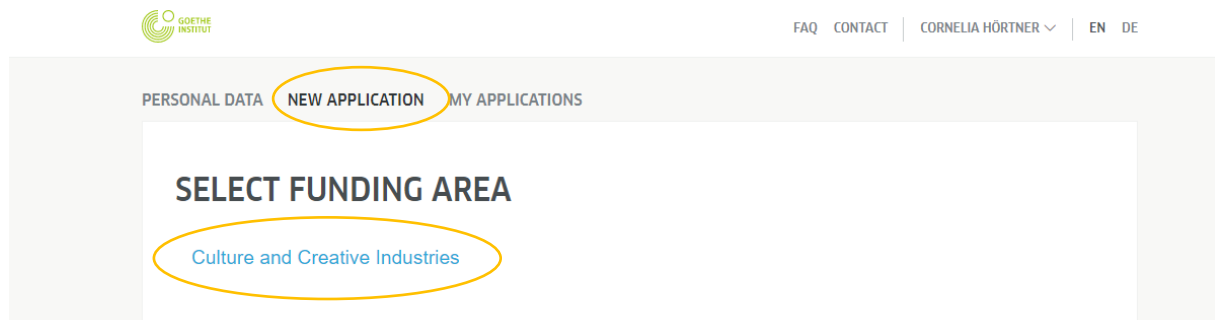 GOETHE
INSTITUT
FAQ CONTACT CORNELIA HÖRTNER EN DE
PERSONAL DATA NEW APPLICATION MY APPLICATIONS
SELECT FUNDING AREA
Culture and Creative Industries